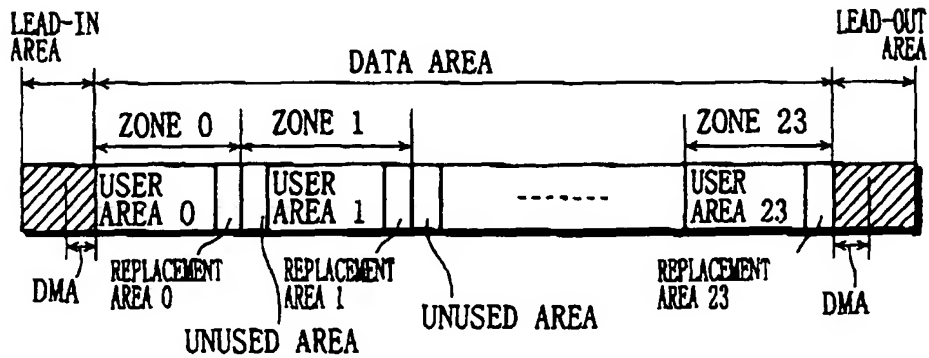 LEAD-IN
AREA
LEAD-OUT
AREA
DATA AREA
ZONE 0
ZONE 1
ZONE 23
USER
AREA 0
USER
AREA 1
------
USER
AREA 23
DMA
REPLACEMENT
AREA 0
REPLACEMENT
AREA 1
REPLACEMENT
AREA 23
DMA
UNUSED AREA
UNUSED AREA